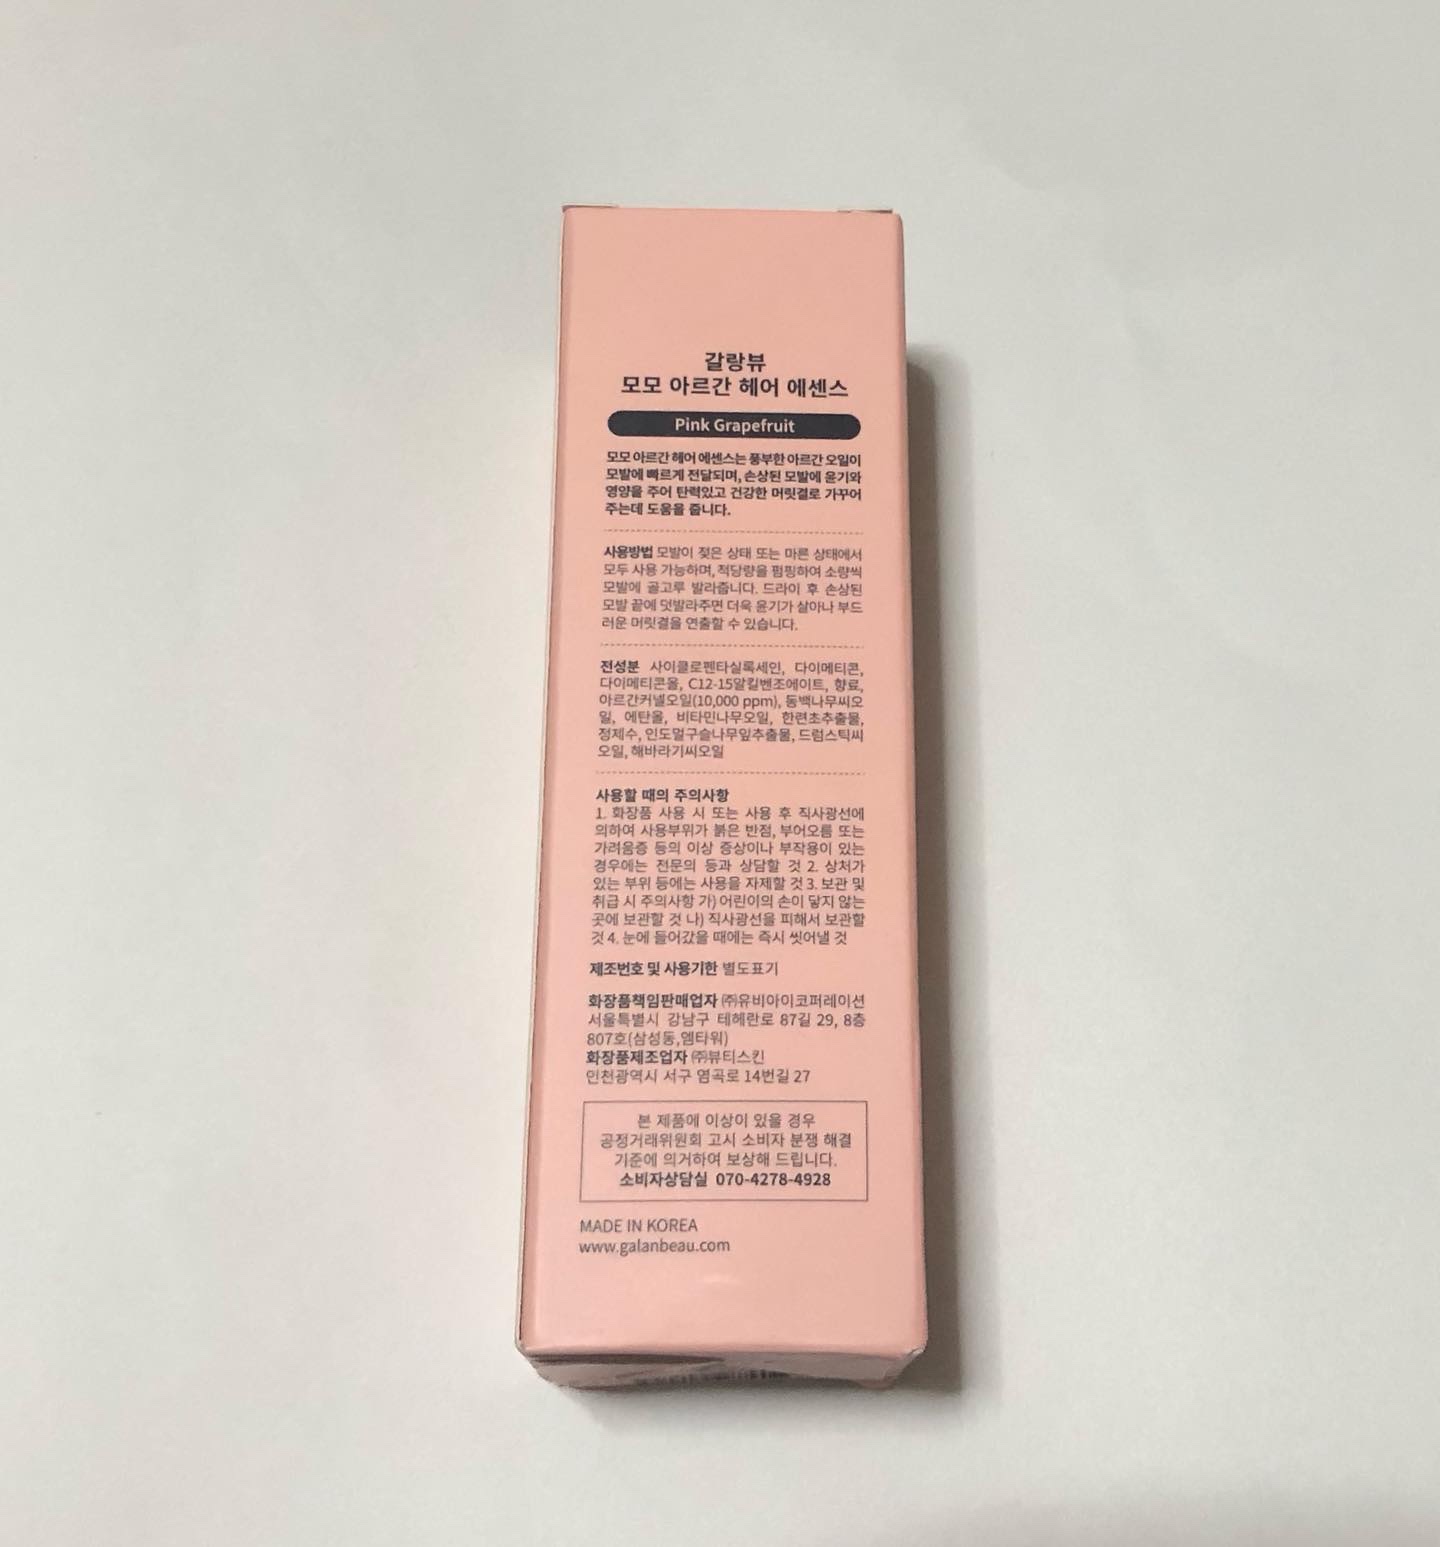 갈랑뷰
모모 아르간 헤어 에센스
Pink Grapefruit
모모 아르간 헤어 에센스는 풍부한 아르간 오일이
모발에 빠르게 전달되며, 손상된 모발에 윤기와
영양을 주어 탄력있고 건강한 머릿결로 가꾸어
주는데 도움을 줍니다.
사용방법 모발이 젖은 상태 또는 마른 상태에서
모두 사용 가능하며, 적당량을 펌핑하여 소량씩
모발에 골고루 발라줍니다. 드라이 후 손상된
모발 끝에 덧발라주면 더욱 윤기가 살아나 부드
러운 머릿결을 연출할 수 있습니다.
전성분 사이클로펜타실록세인, 다이메티콘,
다이메티콘올, C12-15알킬벤조에이트, 향료,
아르간커넬오일(10,000 ppm), 동백나무씨오
일, 에탄올, 비타민나무오일, 한련초추출물,
정제수, 인도멀구슬나무잎추출물, 드럼스틱씨
오일, 해바라기씨오일
사용할 때의 주의사항
1. 화장품 사용 시 또는 사용 후 직사광선에
의하여 사용부위가 붉은 반점, 부어오름 또는
가려움증 등의 이상 증상이나 부작용이 있는
경우에는 전문의 등과 상담할 것 2. 상처가
있는 부위 등에는 사용을 자제할 것 3. 보관 및
취급 시 주의사항 가) 어린이의 손이 닿지 않는
곳에 보관할 것 나) 직사광선을 피해서 보관할
것 4. 눈에 들어갔을 때에는 즉시 씻어낼 것
제조번호 및 사용기한 별도표기
화장품책임판매업자 ㈜유비아이코퍼레이션
서울특별시 강남구 테헤란로 87길 29, 8층
807호(삼성동,엠타워)
화장품제조업자 ㈜뷰티스킨
인천광역시 서구 염곡로 14번길 27
본 제품에 이상이 있을 경우
공정거래위원회 고시 소비자 분쟁 해결
기준에 의거하여 보상해 드립니다.
소비자상담실 070-4278-4928
MADE IN KOREA
www.galanbeau.com